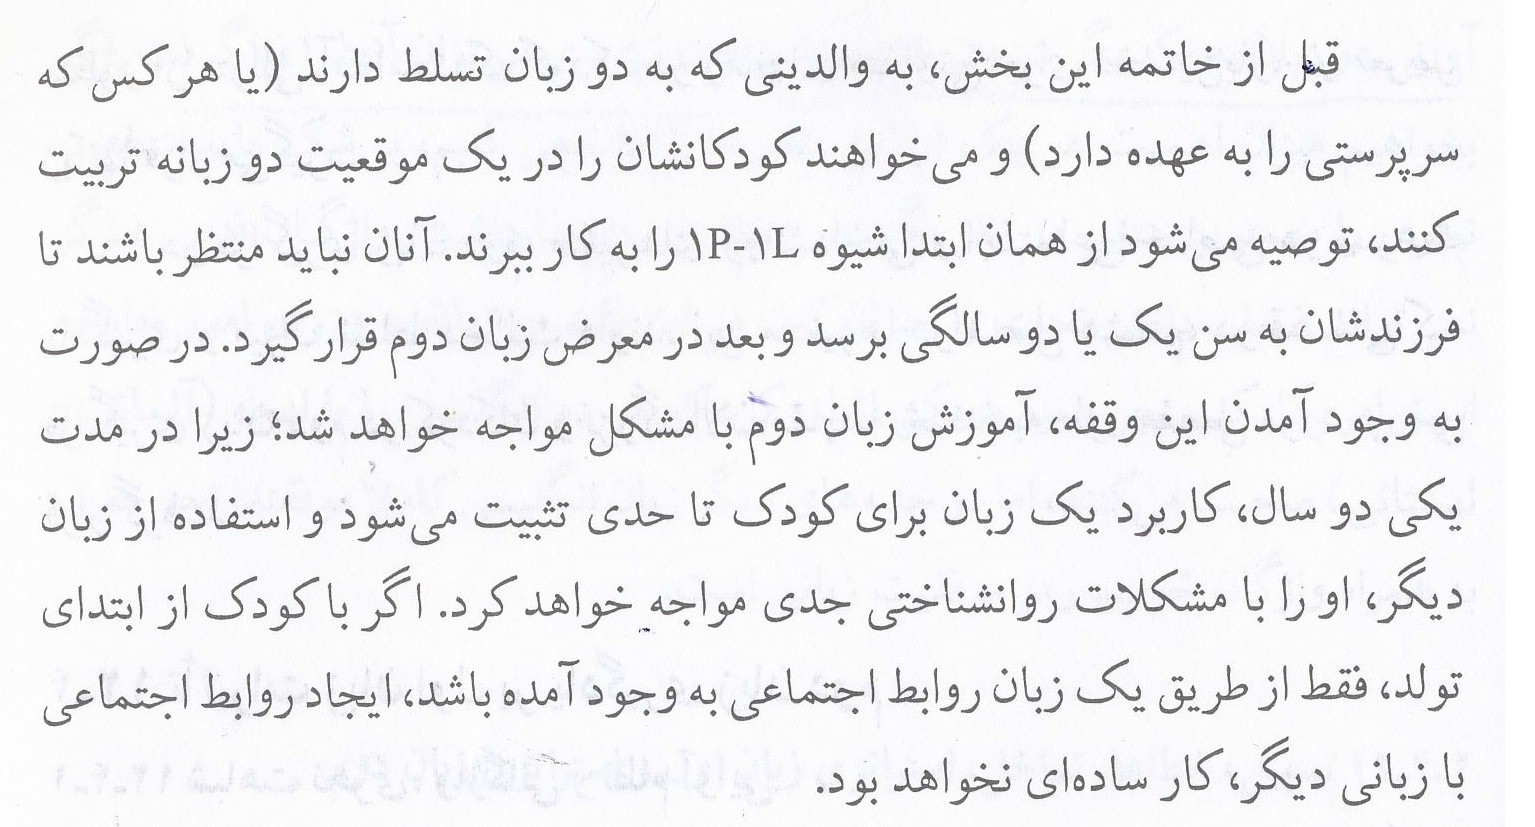 قبل از خاتمه این بخش، به والدینی که به دو زبان تسلط دارند (یا هر کس که
سرپرستی را به عهده دارد) و می‌خواهند کودکانشان را در یک موقعیت دو زبانه تربیت
کنند، توصیه می‌شود از همان ابتدا شیوه ۱P-۱L را به کار ببرند. آنان نباید منتظر باشند تا
فرزندشان به سن یک یا دو سالگی برسد و بعد در معرض زبان دوم قرار گیرد. در صورت
به وجود آمدن این وقفه، آموزش زبان دوم با مشکل مواجه خواهد شد؛ زیرا در مدت
یکی دو سال، کاربرد یک زبان برای کودک تا حدی تثبیت می‌شود و استفاده از زبان
دیگر، او را با مشکلات روانشناختی جدی مواجه خواهد کرد. اگر با کودک از ابتدای
تولد، فقط از طریق یک زبان روابط اجتماعی به وجود آمده باشد، ایجاد روابط اجتماعی
با زبانی دیگر، کار ساده‌ای نخواهد بود.